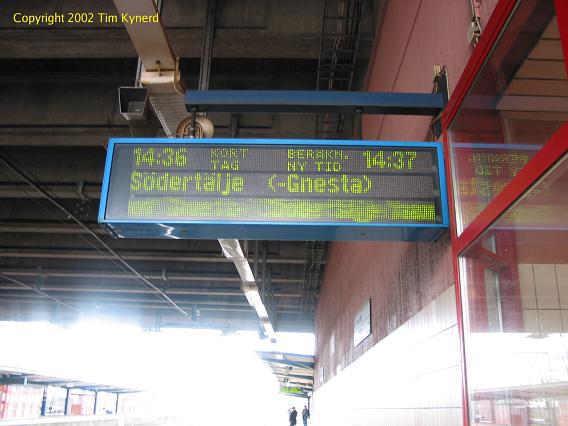 Copyright 2002 Tim Kynerd
14:36 KORT TÅG BERÄKN. NY TID 14:37
Södertälje (-Gnesta)